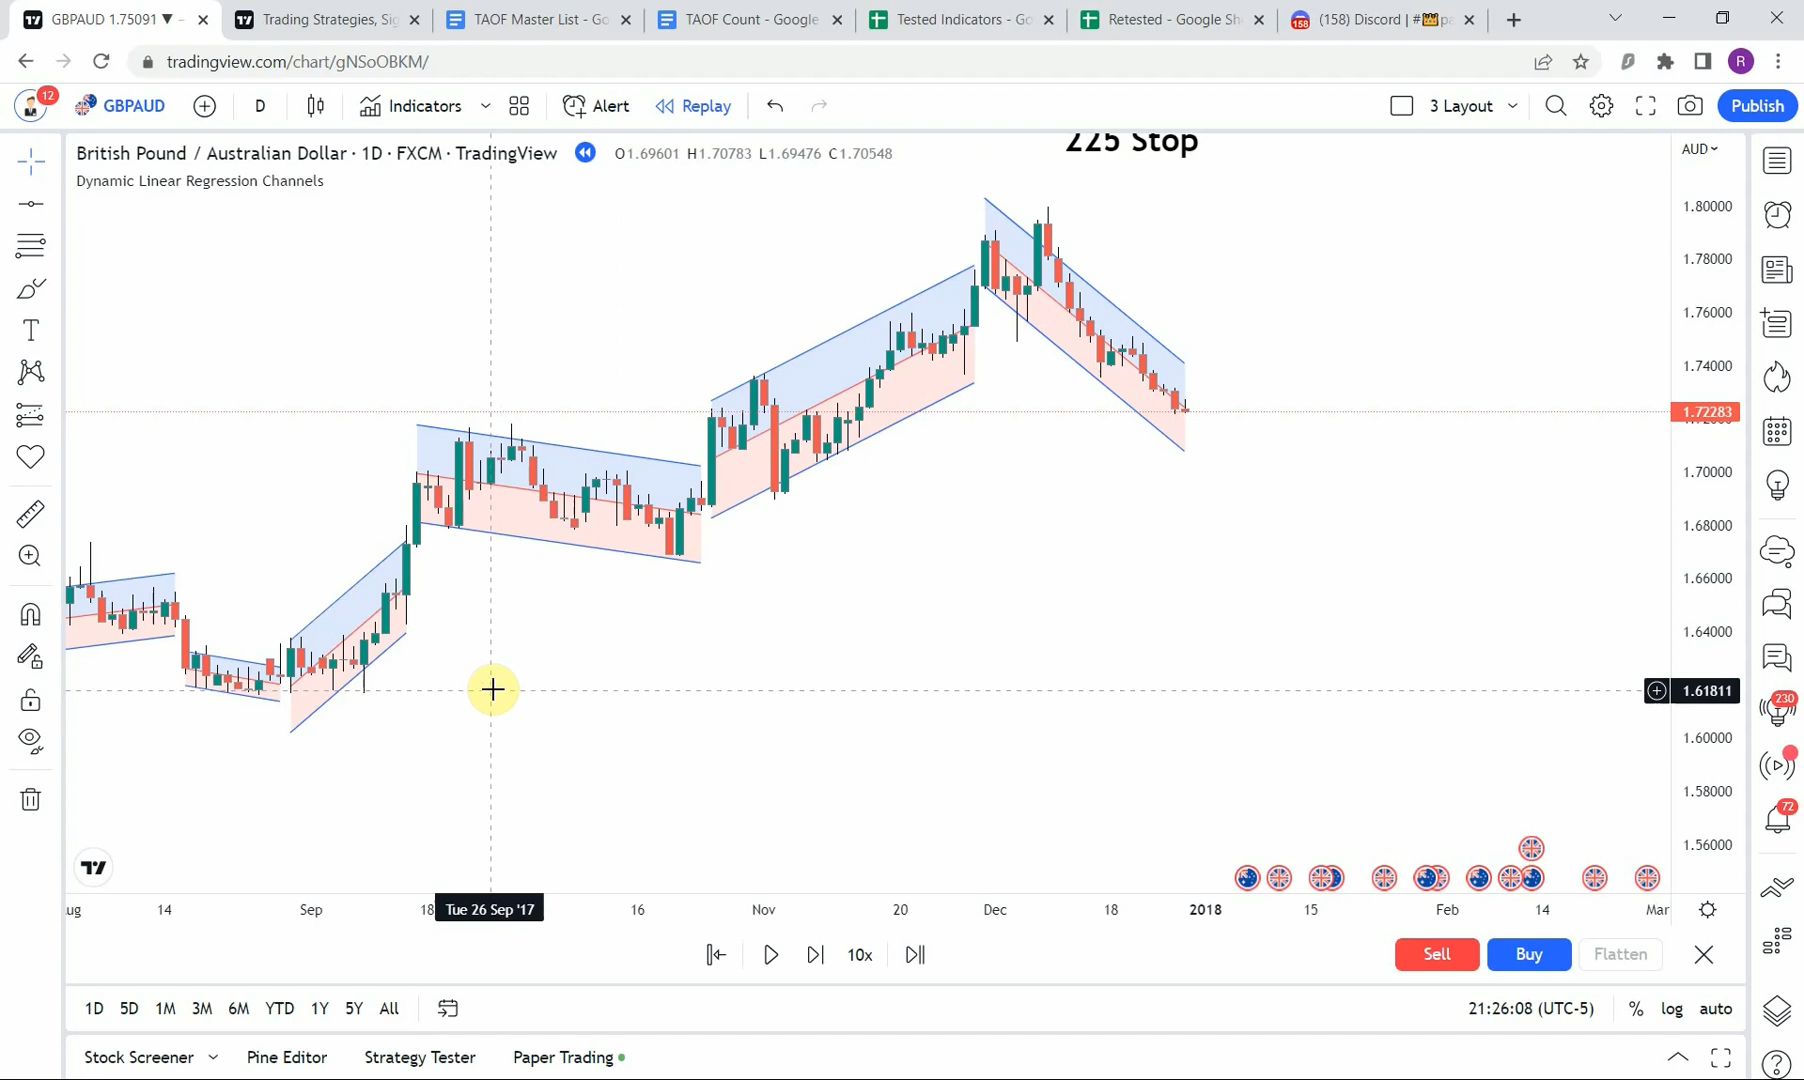 GBPAUD 1.75091 ▼ -
Trading Strategies, Sig
TAOF Master List - Go
TAOF Count - Google
Tested Indicators - Go
Retested - Google Sh
(158) Discord | #👑pa
tradingview.com/chart/gNSoOBKM/
R
12
GBPAUD
D
Indicators
Alert
Replay
3 Layout
Publish
British Pound / Australian Dollar · 1D · FXCM · TradingView
O1.69601 H1.70783 L1.69476 C1.70548
Dynamic Linear Regression Channels
225 Stop
AUD
1.80000
1.78000
1.76000
1.74000
1.72283
1.70000
1.68000
1.66000
1.64000
1.61811
1.60000
1.58000
1.56000
230
72
ug
14
Sep
18
Tue 26 Sep '17
16
Nov
20
Dec
18
2018
15
Feb
14
Mar
10x
Sell
Buy
Flatten
1D 5D 1M 3M 6M YTD 1Y 5Y All
21:26:08 (UTC-5)
% log auto
Stock Screener
Pine Editor
Strategy Tester
Paper Trading